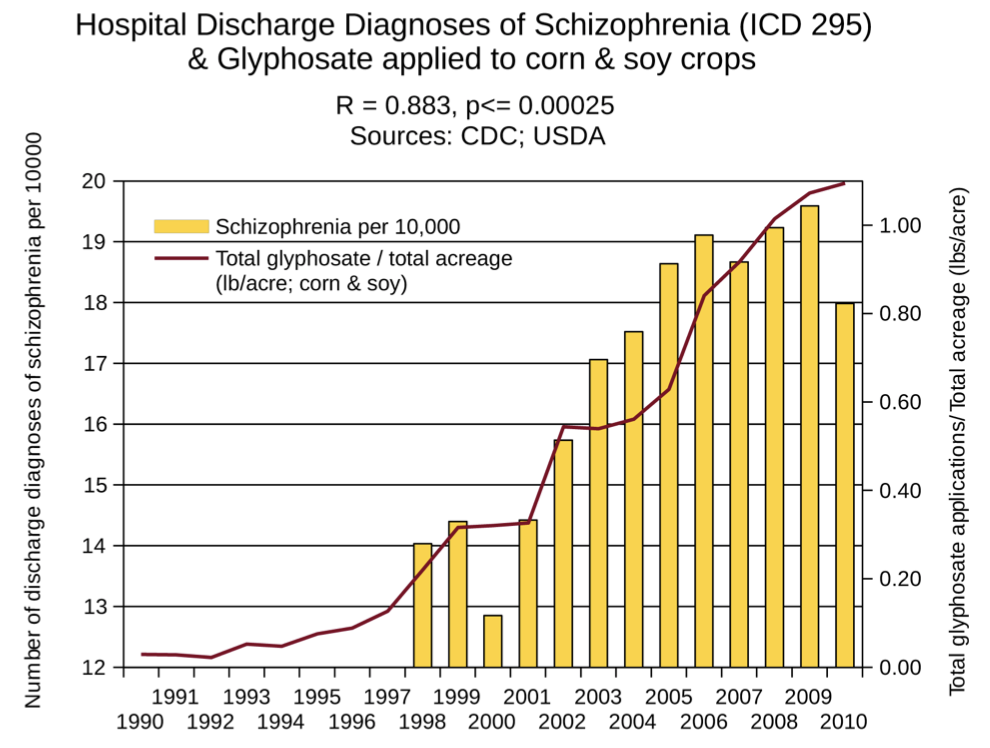 Hospital Discharge Diagnoses of Schizophrenia (ICD 295)
& Glyphosate applied to corn & soy crops
R = 0.883, p<= 0.00025
Sources: CDC; USDA
Number of discharge diagnoses of schizophrenia per 10000
20
19
18
17
16
15
14
13
12
Schizophrenia per 10,000
Total glyphosate / total acreage
(lb/acre; corn & soy)
1.00
0.80
0.60
0.40
0.20
0.00
Total glyphosate applications/Total acreage (lbs/acre)
1991 1993 1995 1997 1999 2001 2003 2005 2007 2009
1990 1992 1994 1996 1998 2000 2002 2004 2006 2008 2010